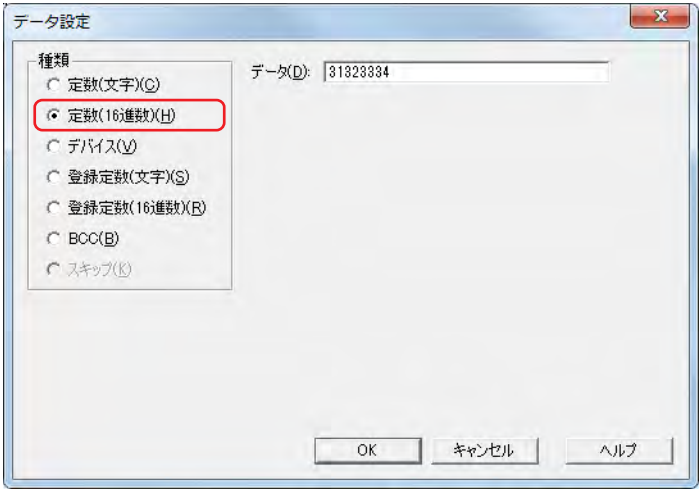 データ設定
種類
定数(文字)(C)
定数(16進数)(H)
デバイス(V)
登録定数(文字)(S)
登録定数(16進数)(R)
BCC(B)
スキップ(K)
データ(D): 31323334
OK キャンセル ヘルプ